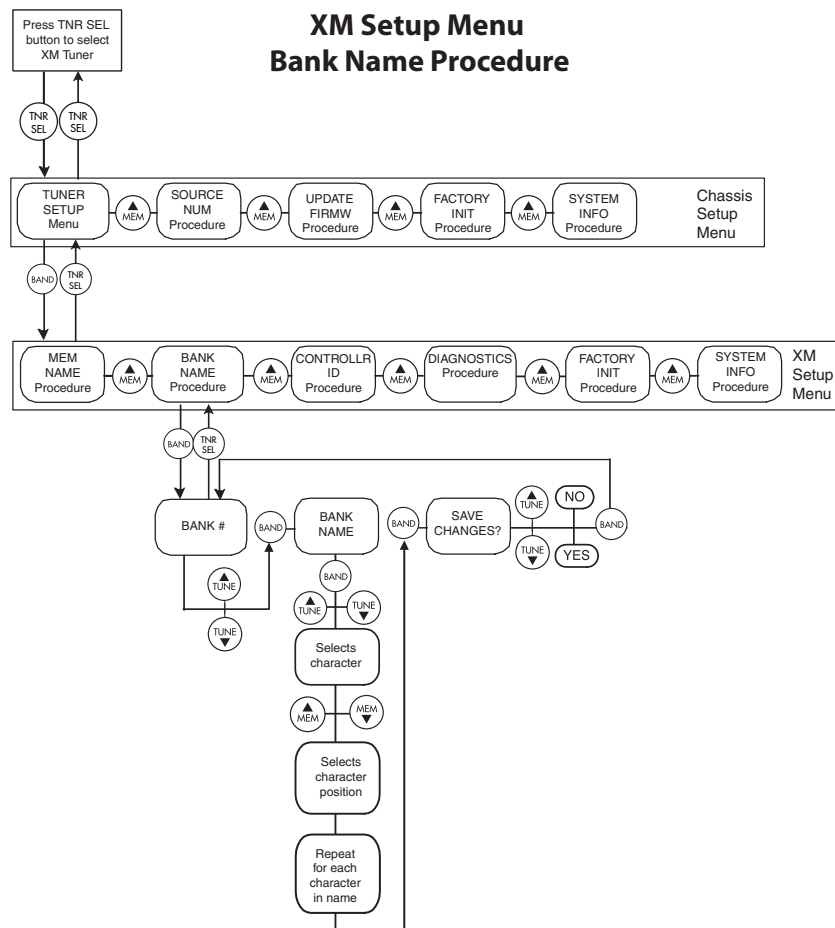 XM Setup Menu
Bank Name Procedure
Press TNR SEL
button to select
XM Tuner
TNR
SEL
TNR
SEL
TUNER
SETUP
Menu
MEM
SOURCE
NUM
Procedure
MEM
UPDATE
FIRMW
Procedure
MEM
FACTORY
INIT
Procedure
MEM
SYSTEM
INFO
Procedure
Chassis
Setup
Menu
BAND
TNR
SEL
MEM
NAME
Procedure
MEM
BANK
NAME
Procedure
MEM
CONTROLLR
ID
Procedure
MEM
DIAGNOSTICS
Procedure
MEM
FACTORY
INIT
Procedure
MEM
SYSTEM
INFO
Procedure
XM
Setup
Menu
BAND
TNR
SEL
BANK #
TUNE
TUNE
BAND
BANK
NAME
BAND
TUNE
TUNE
Selects
character
MEM
MEM
Selects
character
position
Repeat
for each
character
in name
BAND
SAVE
CHANGES?
TUNE
TUNE
NO
YES
BAND